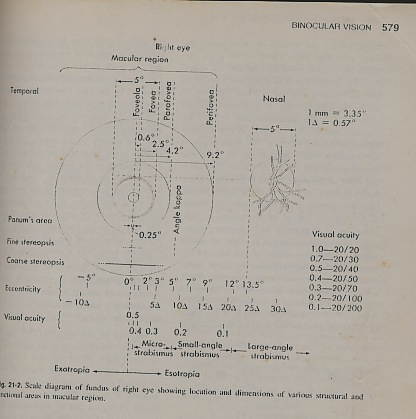 BINOCULAR VISION 579
Right eye
Macular region
Temporal
5°
Foveola
Fovea
Parafovea
Perifovea
Nasal
1 mm = 3.35°
1Δ = 0.57°
5°
0.6°
2.5°
4.2°
9.2°
Angle kappa
Panum's area
0.25°
Fine stereopsis
Coarse stereopsis
Visual acuity
1.0—20/20
0.7—20/30
0.5—20/40
0.4—20/50
0.3—20/70
0.2—20/100
0.1—20/200
Eccentricity
-5° 0° 2° 3° 5° 7° 9° 12° 13.5°
-10Δ 5Δ 10Δ 15Δ 20Δ 25Δ 30Δ
Visual acuity
0.5
0.4 0.3 0.2 0.1
Micro- Small-angle Large-angle
strabismus strabismus strabismus
Exotropia Esotropia
ig. 21-2. Scale diagram of fundus of right eye showing location and dimensions of various structural and
nctional areas in macular region.